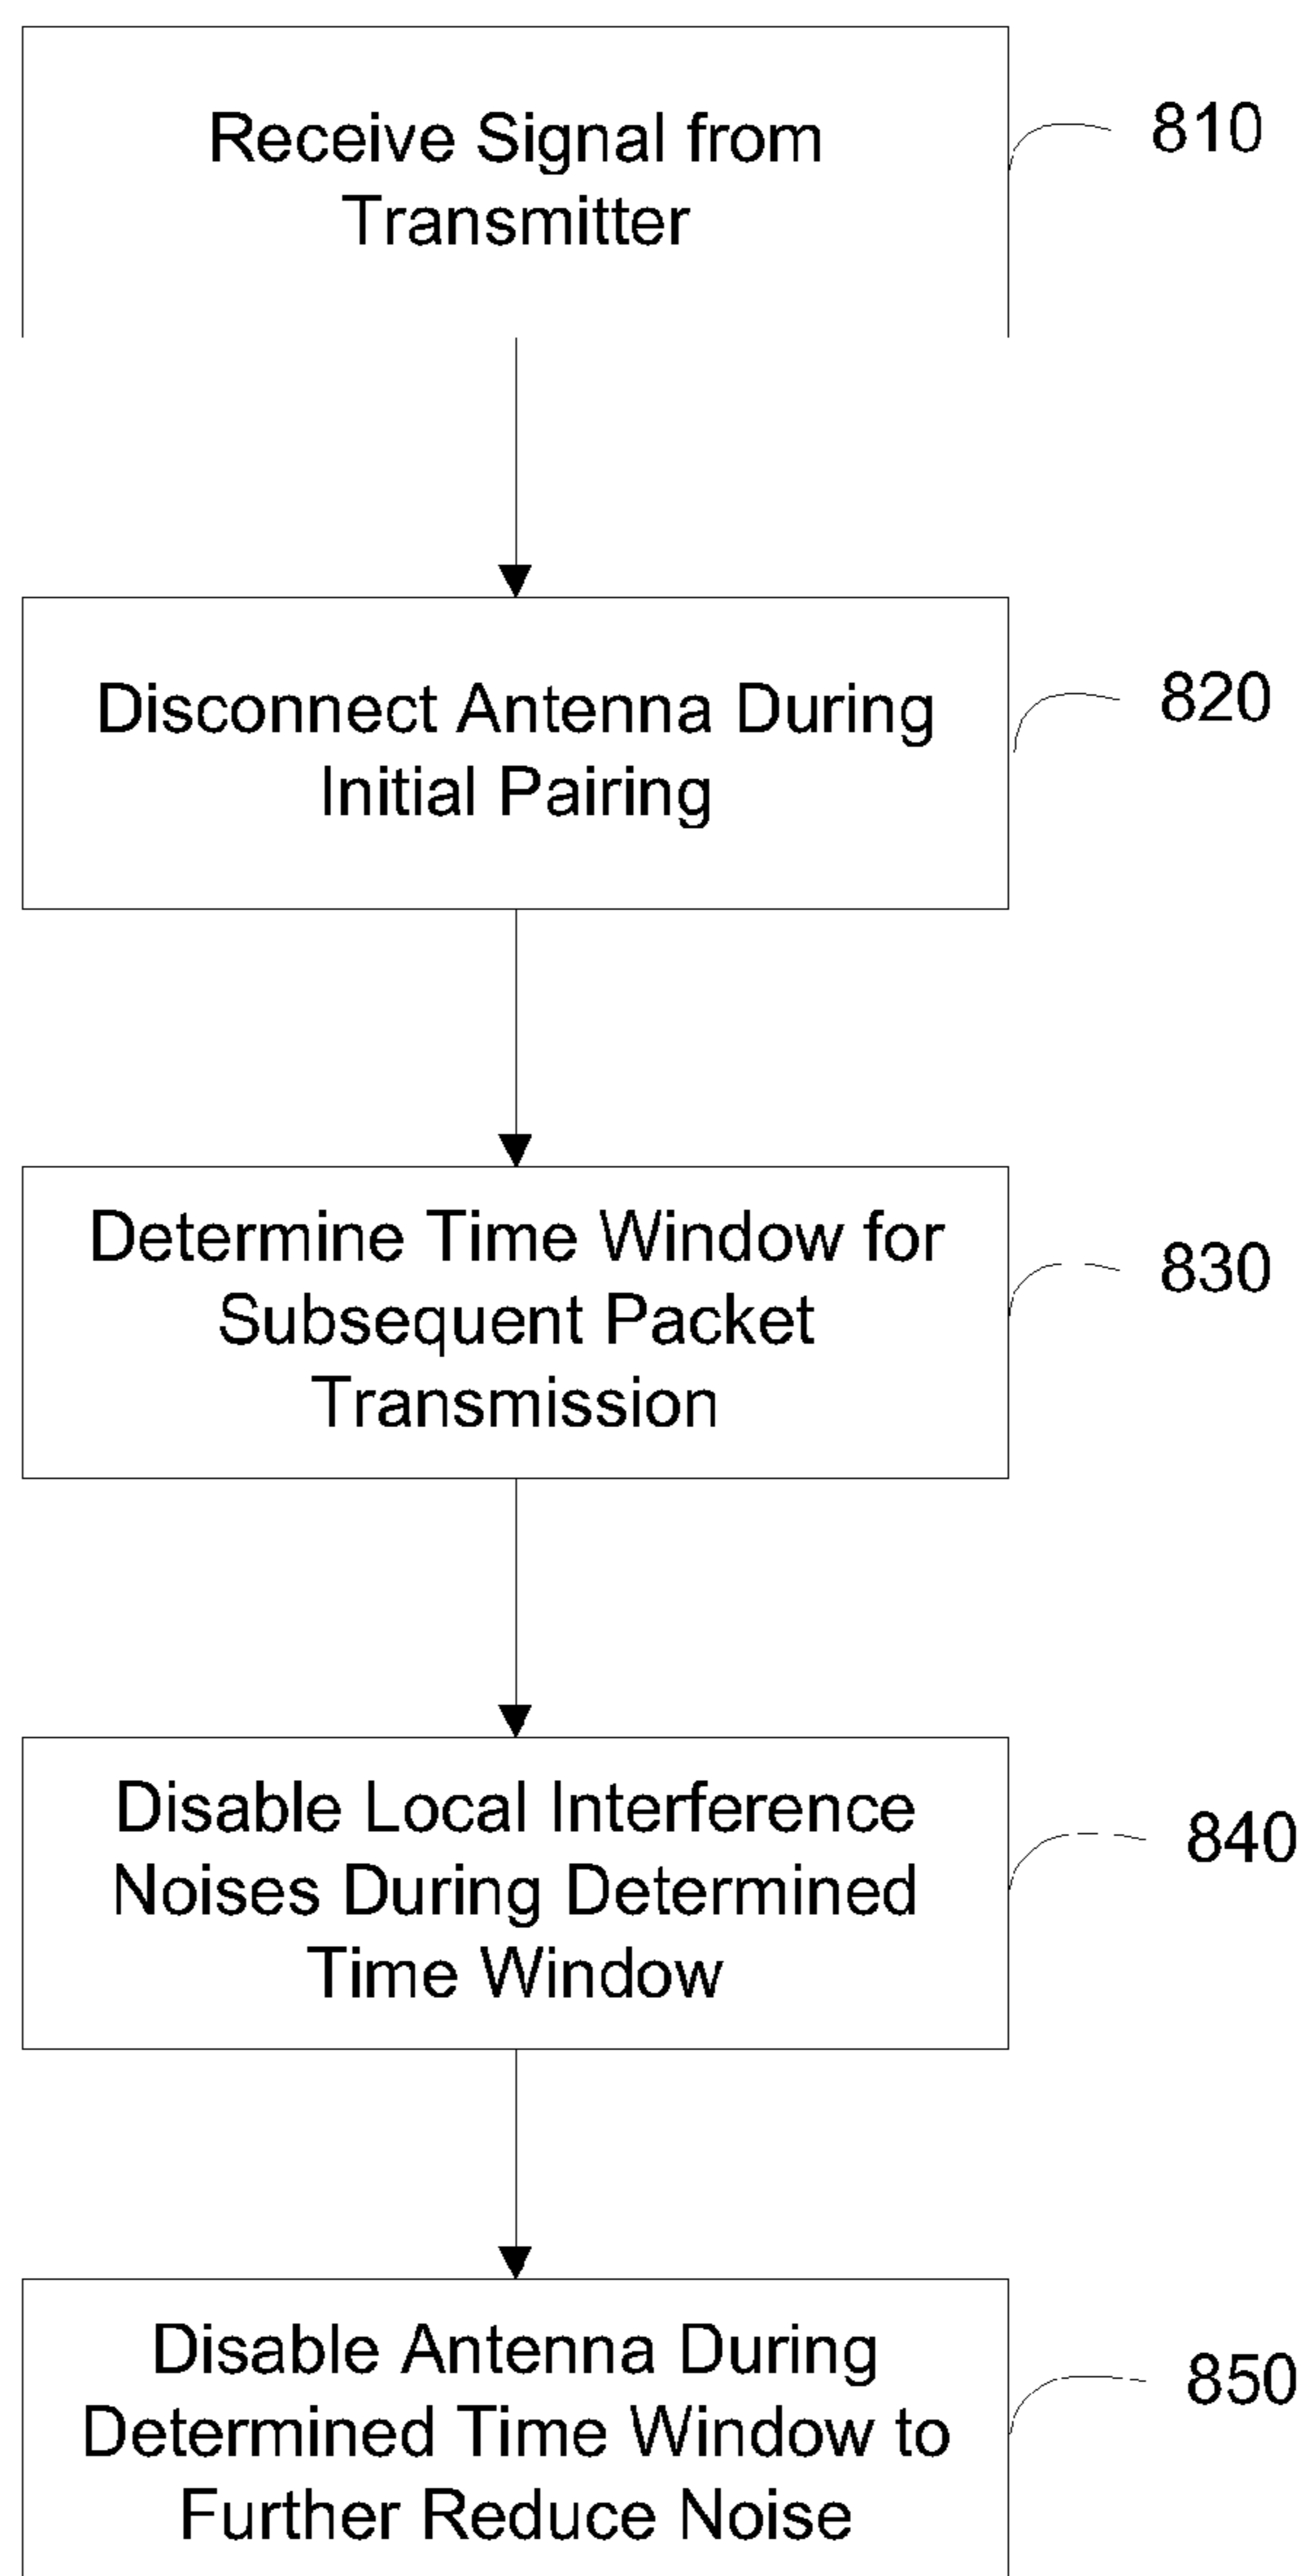 Receive Signal from
Transmitter
810
Disconnect Antenna During
Initial Pairing
820
Determine Time Window for
Subsequent Packet
Transmission
830
Disable Local Interference
Noises During Determined
Time Window
840
Disable Antenna During
Determined Time Window to
Further Reduce Noise
850